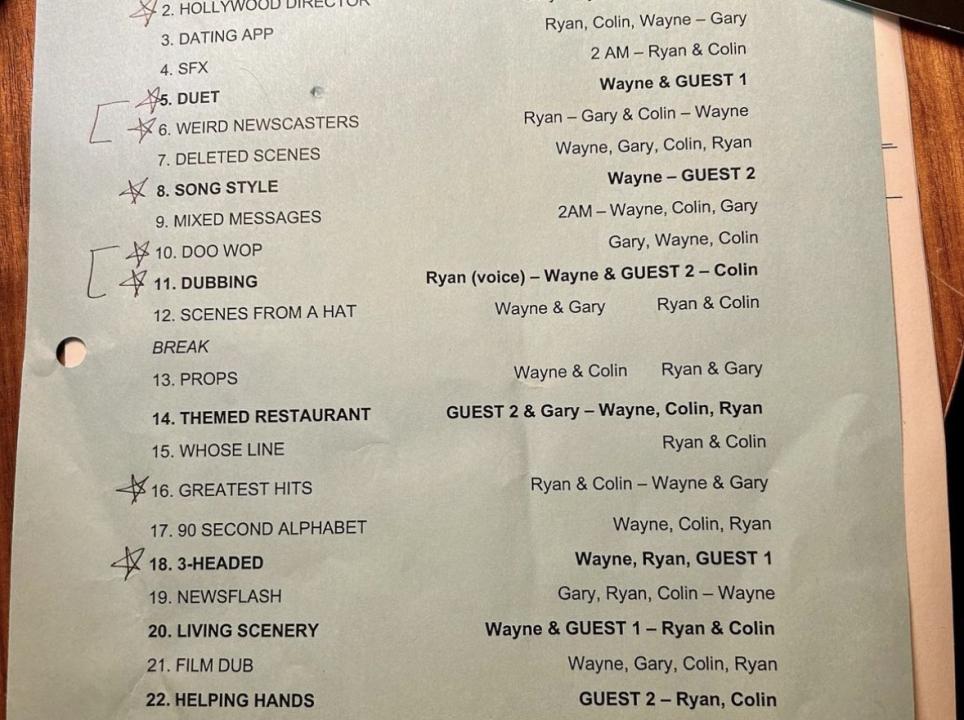 2. HOLLYWOOD DIRECTOR
3. DATING APP Ryan, Colin, Wayne – Gary
4. SFX 2 AM – Ryan & Colin
5. DUET Wayne & GUEST 1
6. WEIRD NEWSCASTERS Ryan – Gary & Colin – Wayne
7. DELETED SCENES Wayne, Gary, Colin, Ryan
8. SONG STYLE Wayne – GUEST 2
9. MIXED MESSAGES 2AM – Wayne, Colin, Gary
10. DOO WOP Gary, Wayne, Colin
11. DUBBING Ryan (voice) – Wayne & GUEST 2 – Colin
12. SCENES FROM A HAT Wayne & Gary Ryan & Colin
BREAK
13. PROPS Wayne & Colin Ryan & Gary
14. THEMED RESTAURANT GUEST 2 & Gary – Wayne, Colin, Ryan
15. WHOSE LINE Ryan & Colin
16. GREATEST HITS Ryan & Colin – Wayne & Gary
17. 90 SECOND ALPHABET Wayne, Colin, Ryan
18. 3-HEADED Wayne, Ryan, GUEST 1
19. NEWSFLASH Gary, Ryan, Colin – Wayne
20. LIVING SCENERY Wayne & GUEST 1 – Ryan & Colin
21. FILM DUB Wayne, Gary, Colin, Ryan
22. HELPING HANDS GUEST 2 – Ryan, Colin